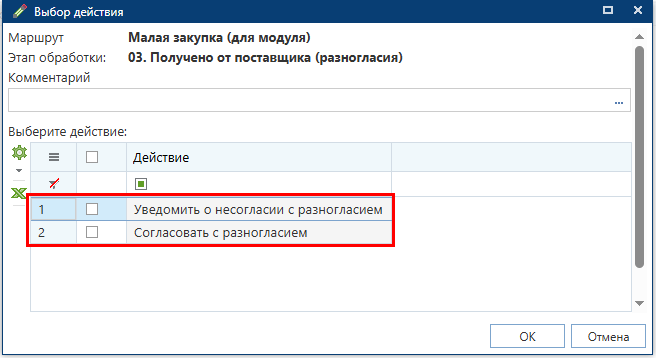 Выбор действия
Маршрут Малая закупка (для модуля)
Этап обработки: 03. Получено от поставщика (разногласия)
Комментарий
...
Выберите действие:
Действие
1 Уведомить о несогласии с разногласием
2 Согласовать с разногласием
ОК Отмена